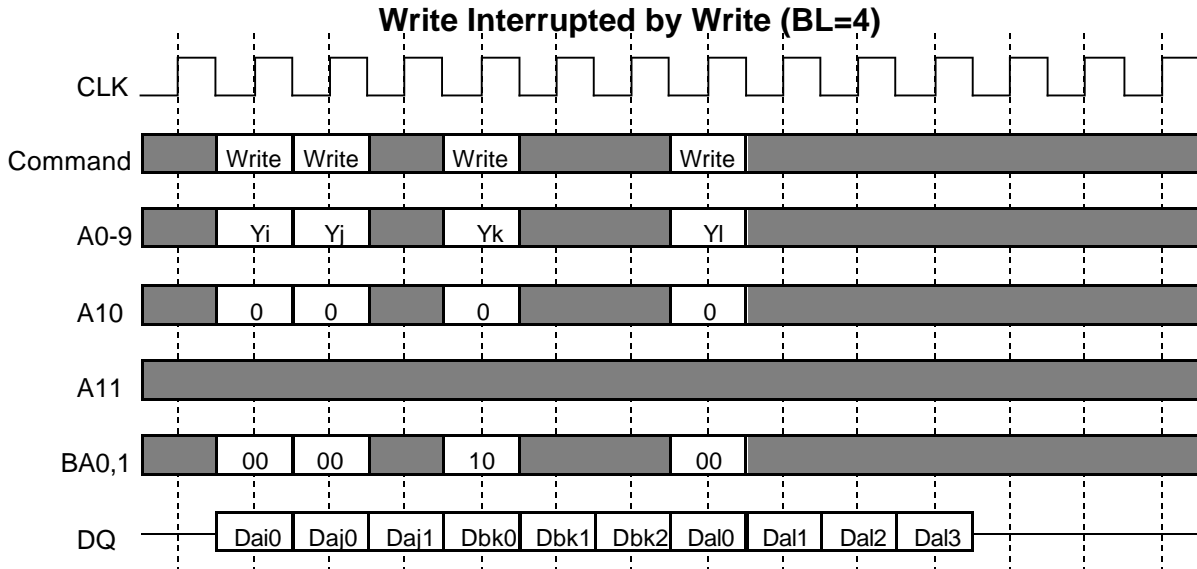 Write Interrupted by Write (BL=4)
CLK
Command Write Write Write Write
A0-9 Yi Yj Yk Yl
A10 0 0 0 0
A11
BA0,1 00 00 10 00
DQ Dai0 Daj0 Daj1 Dbk0 Dbk1 Dbk2 Dal0 Dal1 Dal2 Dal3